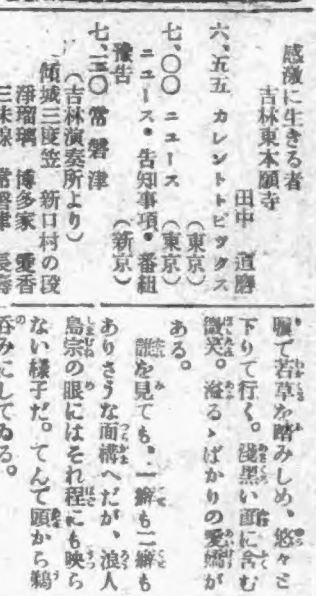 感激に生きる者
吉林東本願寺
田中 道磨
六、五五 カレントトピックス
(東京)
七、〇〇 ニュース (東京)
ニュース・告知事項・番組
豫告 (新京)
七、三〇 常磐津
(吉林演奏所より)
傾城三度笠 新口村の段
淨瑠璃 博多家 愛香
三味線 常磐津 長壽
て若草を踏みしめ、悠々と
下りて行く。淺黑い面に含む
微笑。溢るゝばかりの愛嬌が
ある。
誰を見ても、一癖も二癖も
ありさうな面構へだが、浪人
島宗の眼にはそれ程にも映ら
ない樣子だ。てんで頭から鵜
呑みにしてゐる。